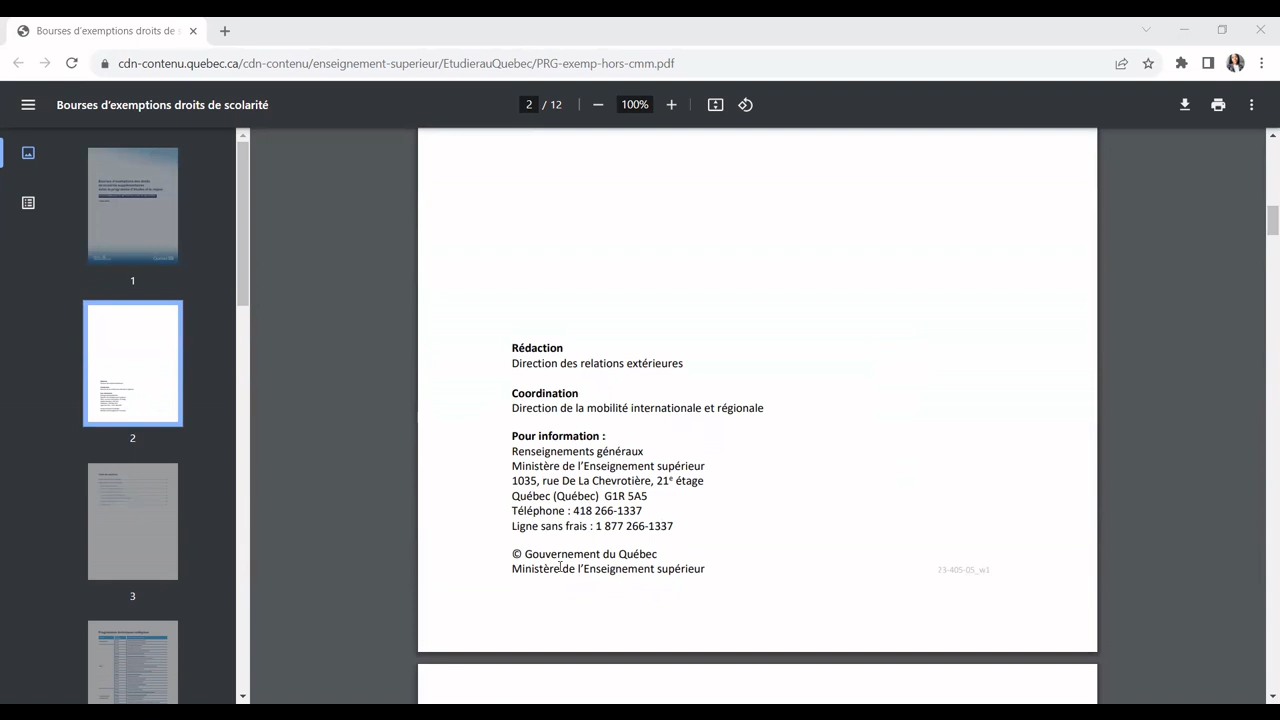 Bourses d'exemptions droits de s
cdn-contenu.quebec.ca/cdn-contenu/enseignement-superieur/EtudierauQuebec/PRG-exemp-hors-cmm.pdf
Bourses d'exemptions droits de scolarité
2 / 12
100%
1
2
3
Rédaction
Direction des relations extérieures
Coordination
Direction de la mobilité internationale et régionale
Pour information :
Renseignements généraux
Ministère de l'Enseignement supérieur
1035, rue De La Chevrotière, 21e étage
Québec (Québec) G1R 5A5
Téléphone : 418 266-1337
Ligne sans frais : 1 877 266-1337
© Gouvernement du Québec
Ministère de l'Enseignement supérieur
23-405-05_w1